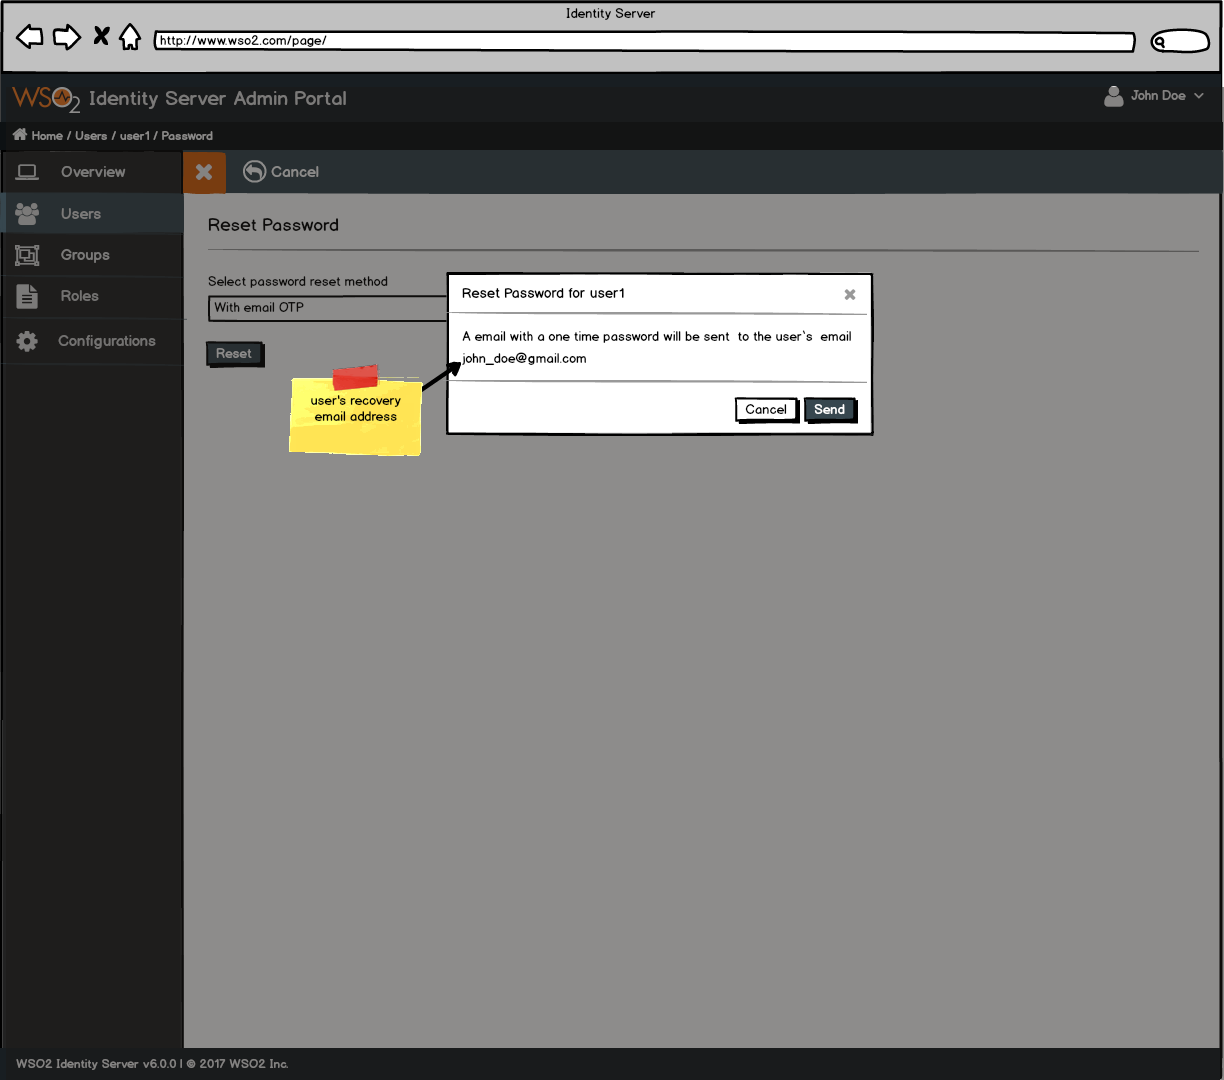 Identity Server
http://www.wso2.com/page/
WSO2 Identity Server Admin Portal
John Doe
Home / Users / user1 / Password
Overview
Cancel
Users
Reset Password
Groups
Select password reset method
Roles
With email OTP
Configurations
Reset
Reset Password for user1
A email with a one time password will be sent to the user`s email
john_doe@gmail.com
Cancel
Send
user's recovery
email address
WSO2 Identity Server v6.0.0 | © 2017 WSO2 Inc.